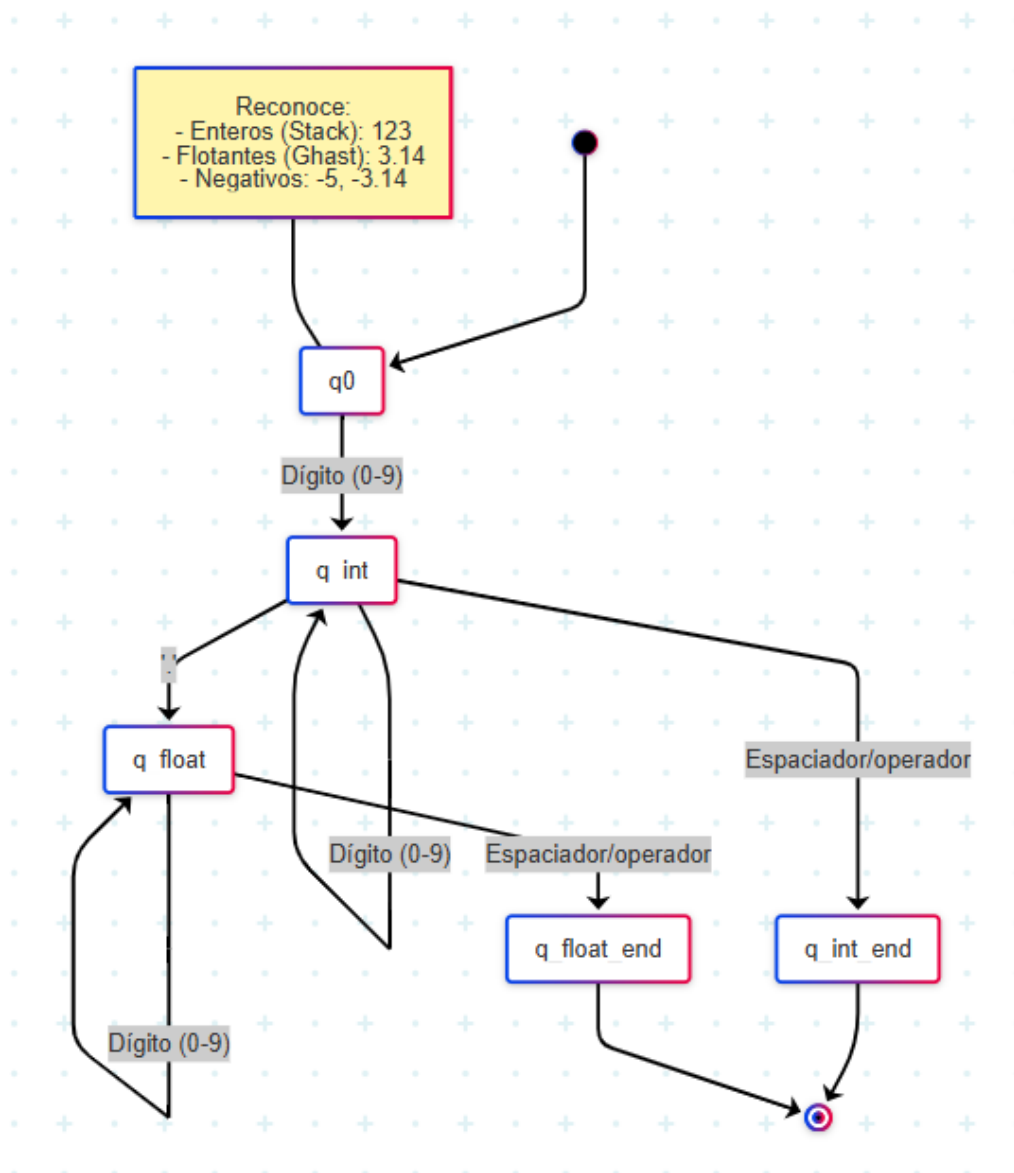 Reconoce:
- Enteros (Stack): 123
- Flotantes (Ghast): 3.14
- Negativos: -5, -3.14
q0
Dígito (0-9)
q_int
'.'
q_float
Espaciador/operador
Dígito (0-9)
Espaciador/operador
q_float_end
q_int_end
Dígito (0-9)